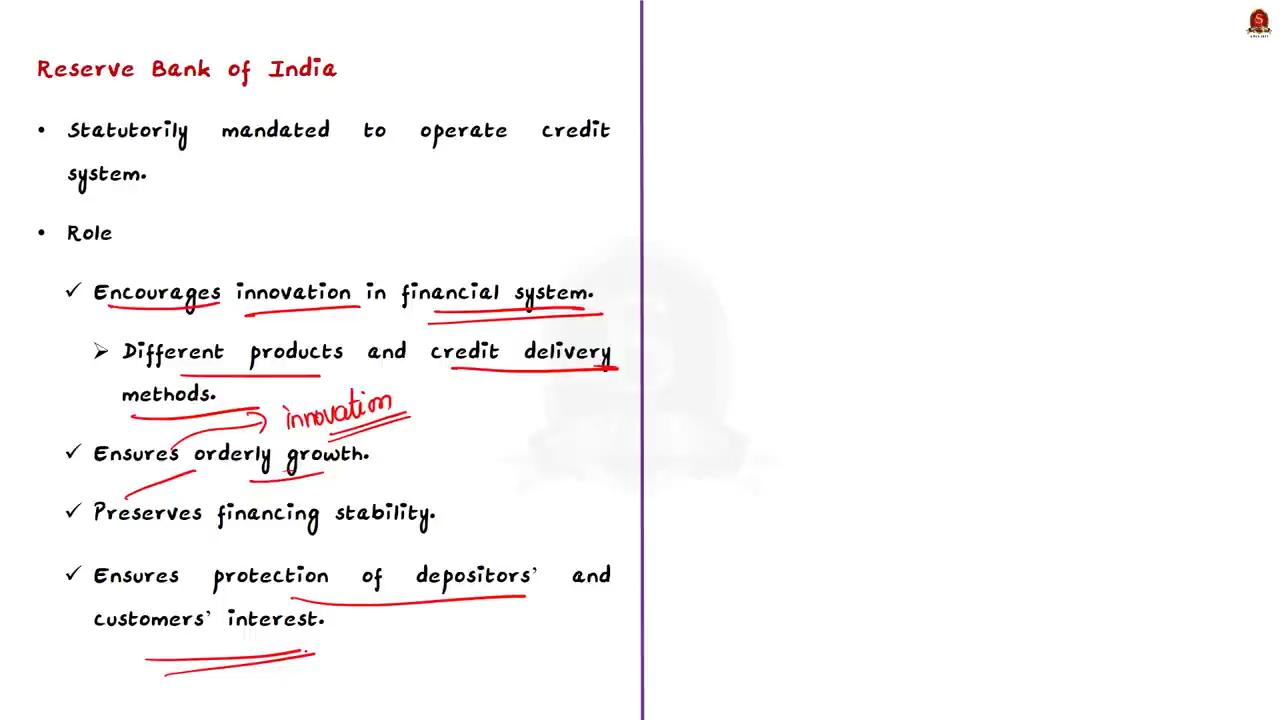 Reserve Bank of India
• Statutorily mandated to operate credit
system.
• Role
✓ Encourages innovation in financial system.
➢ Different products and credit delivery
methods.
innovation
✓ Ensures orderly growth.
✓ Preserves financing stability.
✓ Ensures protection of depositors' and
customers' interest.